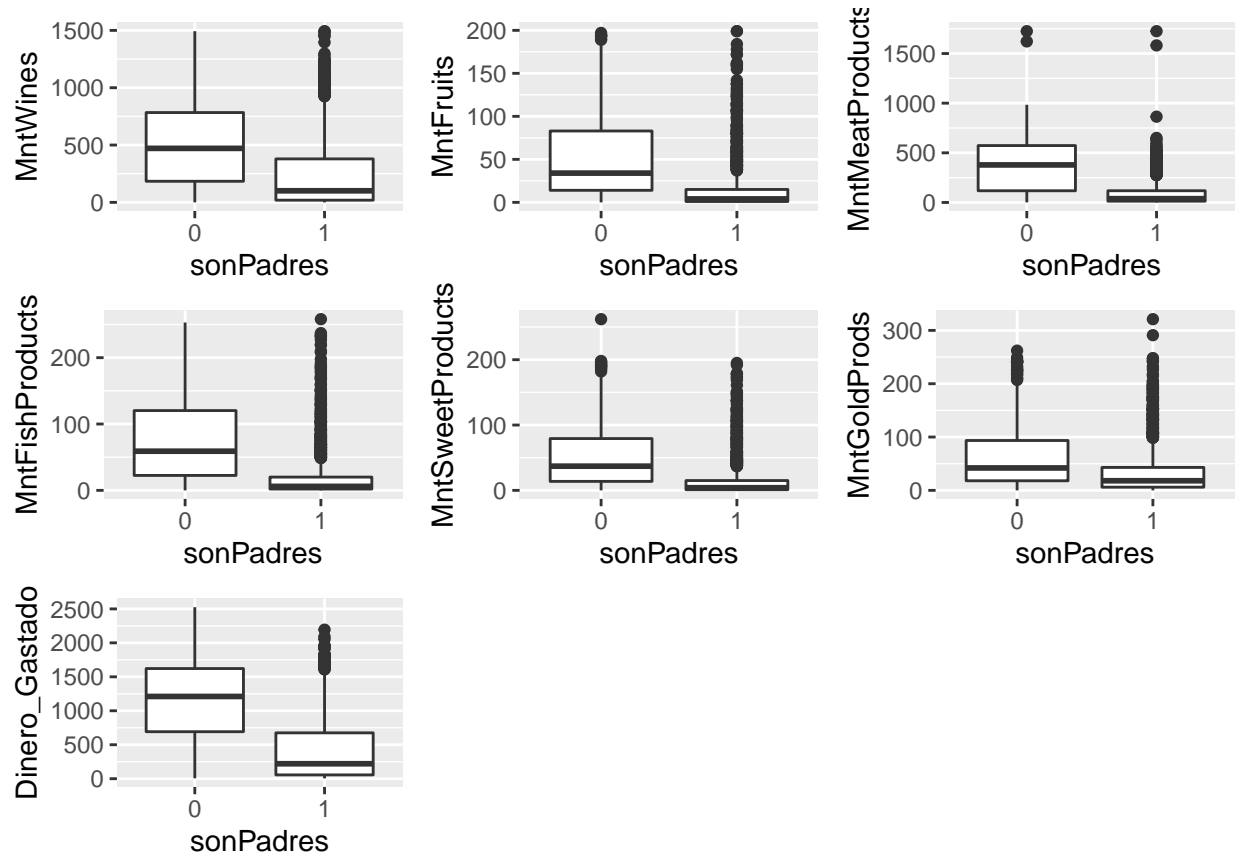 MntWines
1500
1000
500
0
0 1
sonPadres
MntFruits
200
150
100
50
0
0 1
sonPadres
MntMeatProducts
1500
1000
500
0
0 1
sonPadres
MntFishProducts
200
100
0
0 1
sonPadres
MntSweetProducts
200
100
0
0 1
sonPadres
MntGoldProds
300
200
100
0
0 1
sonPadres
Dinero_Gastado
2500
2000
1500
1000
500
0
0 1
sonPadres